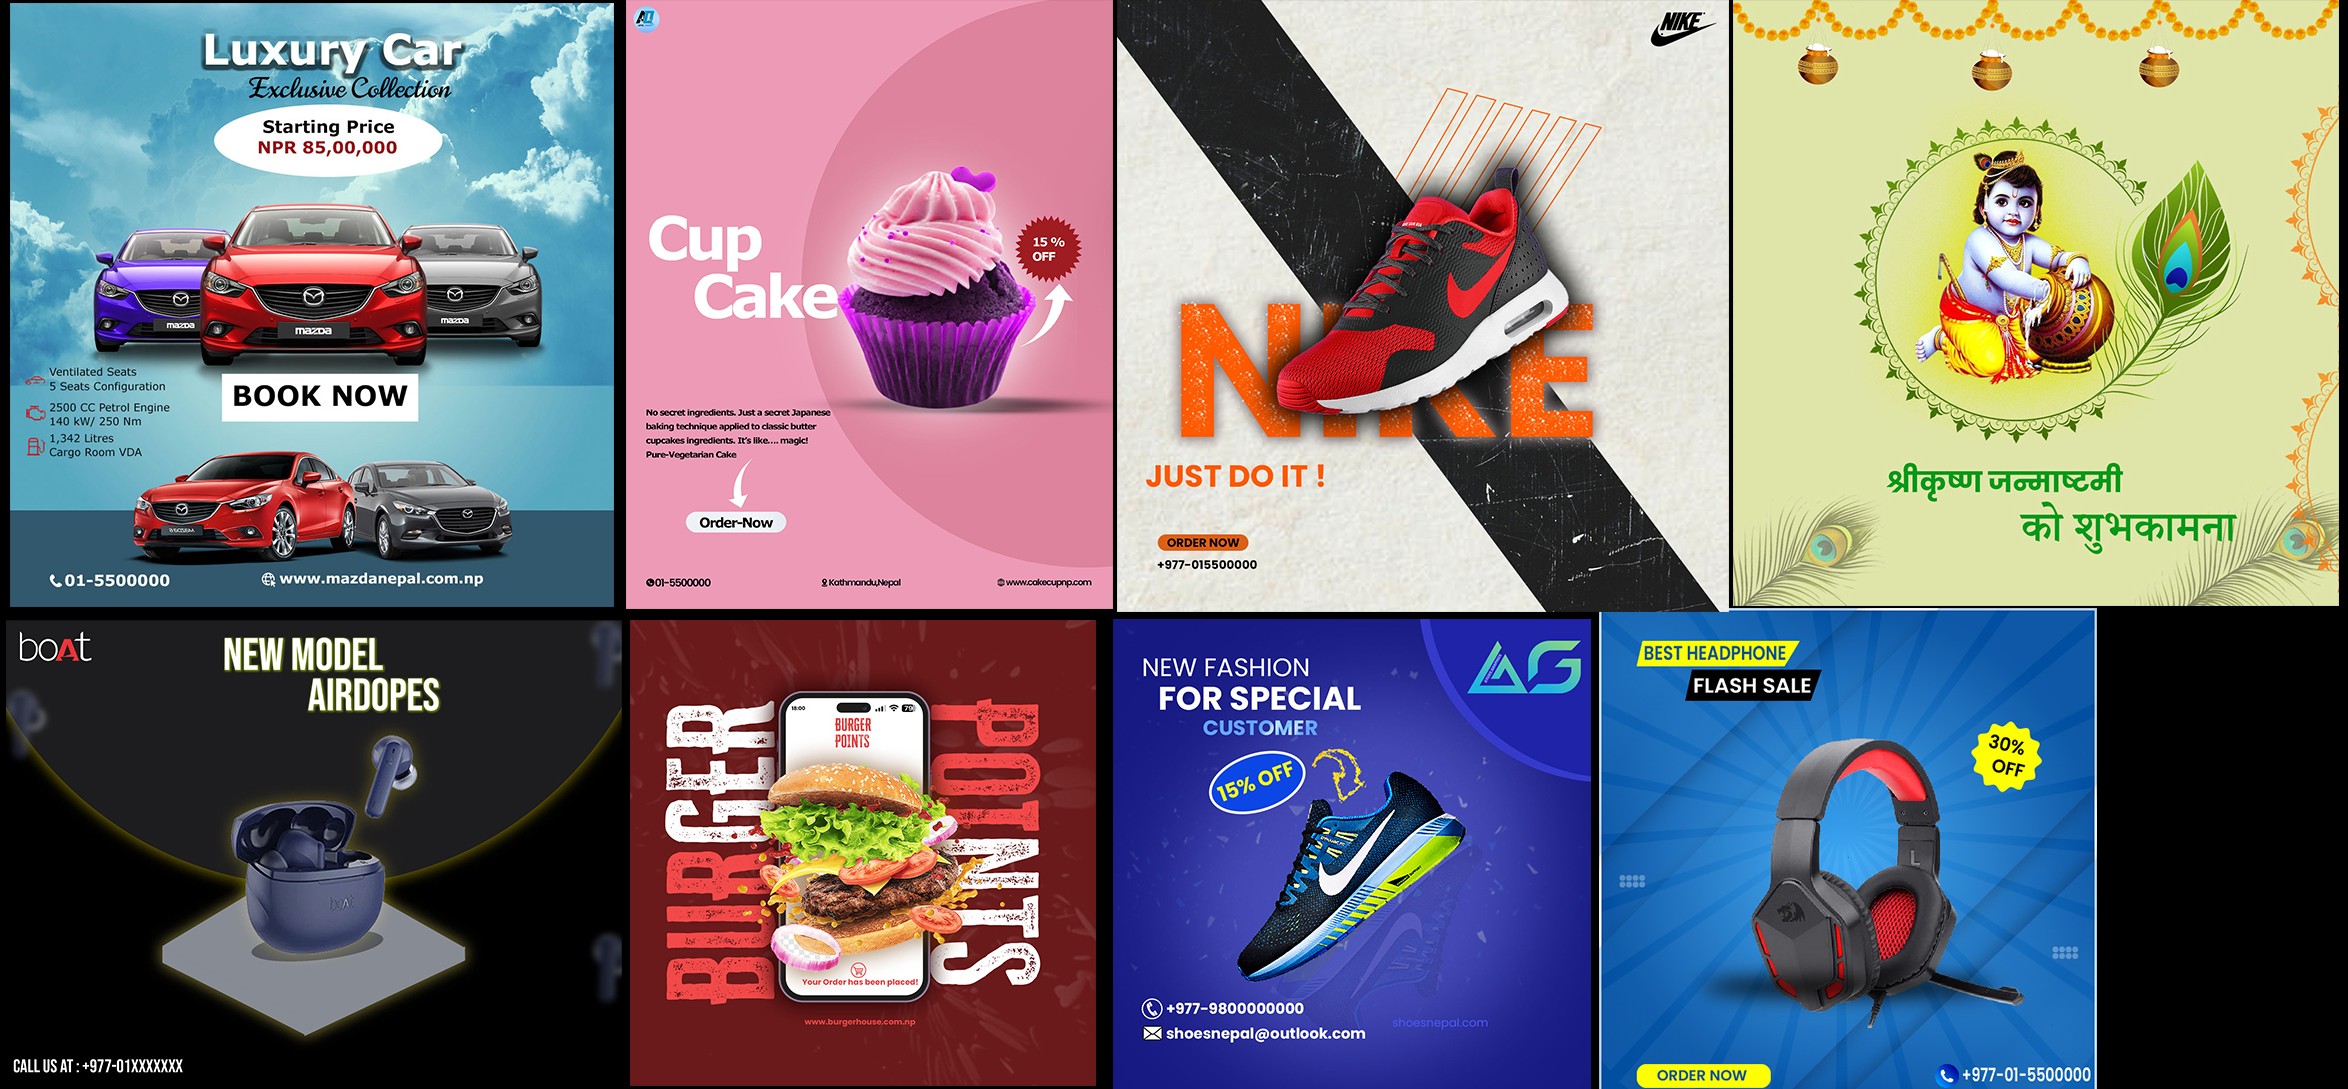 Luxury Car
Exclusive Collection
Starting Price
NPR 85,00,000
mazda
mazda
mazda
Ventilated Seats
5 Seats Configuration
2500 CC Petrol Engine
140 kW/ 250 Nm
1,342 Litres
Cargo Room VDA
BOOK NOW
01-5500000
www.mazdanepal.com.np
Cup
Cake
15 %
OFF
No secret ingredients. Just a secret Japanese
baking technique applied to classic butter
cupcakes ingredients. It's like.... magic!
Pure-Vegetarian Cake
Order-Now
01-5500000
Kathmandu,Nepal
www.cakecupnp.com
NIKE
NIKE
JUST DO IT !
ORDER NOW
+977-015500000
श्रीकृष्ण जन्माष्टमी
को शुभकामना
boAt
NEW MODEL
AIRDOPES
boAt
CALL US AT : +977-01XXXXXXX
BURGER
POINTS
18:00
79
BURGER
POINTS
Your Order has been placed!
www.burgerhouse.com.np
AG
NEW FASHION
FOR SPECIAL
CUSTOMER
15% OFF
+977-9800000000
shoesnepal@outlook.com
shoesnepal.com
BEST HEADPHONE
FLASH SALE
30%
OFF
L
ORDER NOW
+977-01-5500000